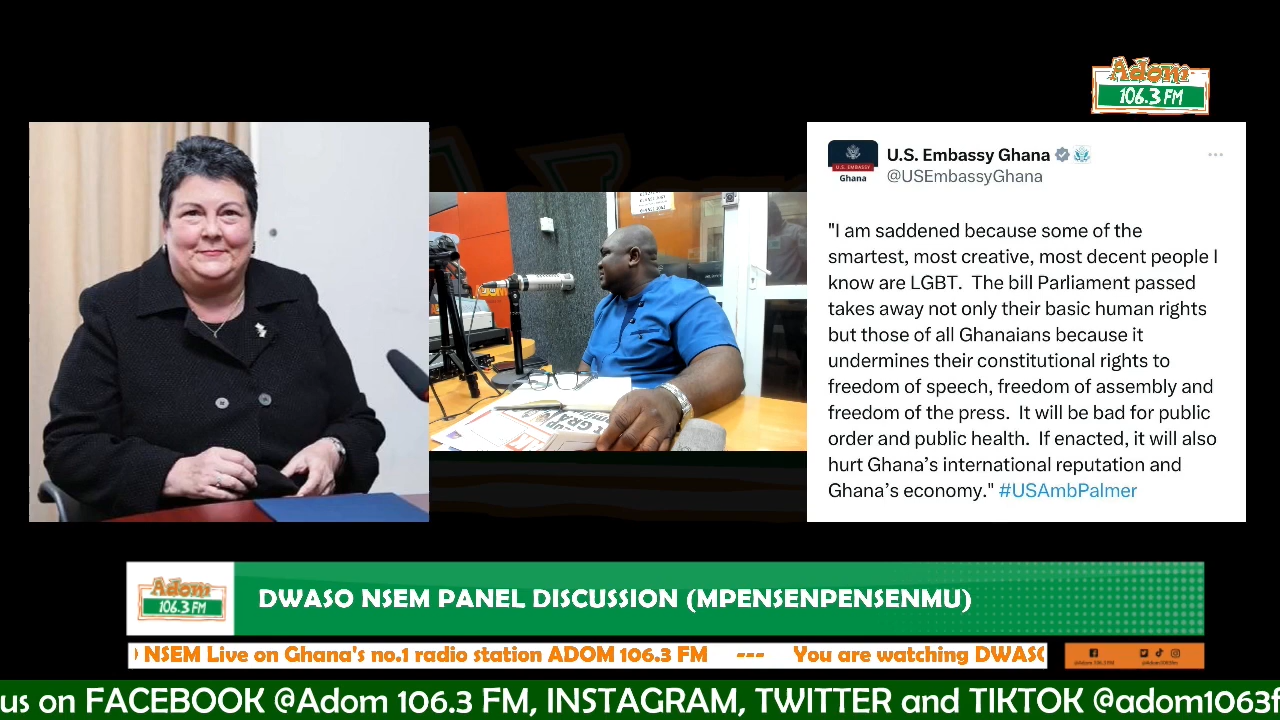 Adom
106.3 FM
U.S. EMBASSY
Ghana
U.S. Embassy Ghana
@USEmbassyGhana
"I am saddened because some of the
smartest, most creative, most decent people I
know are LGBT. The bill Parliament passed
takes away not only their basic human rights
but those of all Ghanaians because it
undermines their constitutional rights to
freedom of speech, freedom of assembly and
freedom of the press. It will be bad for public
order and public health. If enacted, it will also
hurt Ghana's international reputation and
Ghana's economy." #USAmbPalmer
Adom
106.3 FM
DWASO NSEM PANEL DISCUSSION (MPENSENPENSENMU)
NSEM Live on Ghana's no.1 radio station ADOM 106.3 FM --- You are watching DWASO
us on FACEBOOK @Adom 106.3 FM, INSTAGRAM, TWITTER and TIKTOK @adom1063f